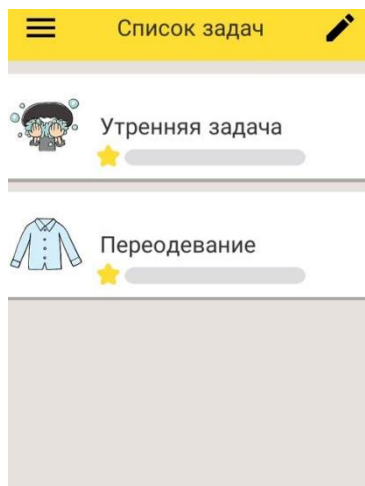 Список задач
Утренняя задача
Переодевание